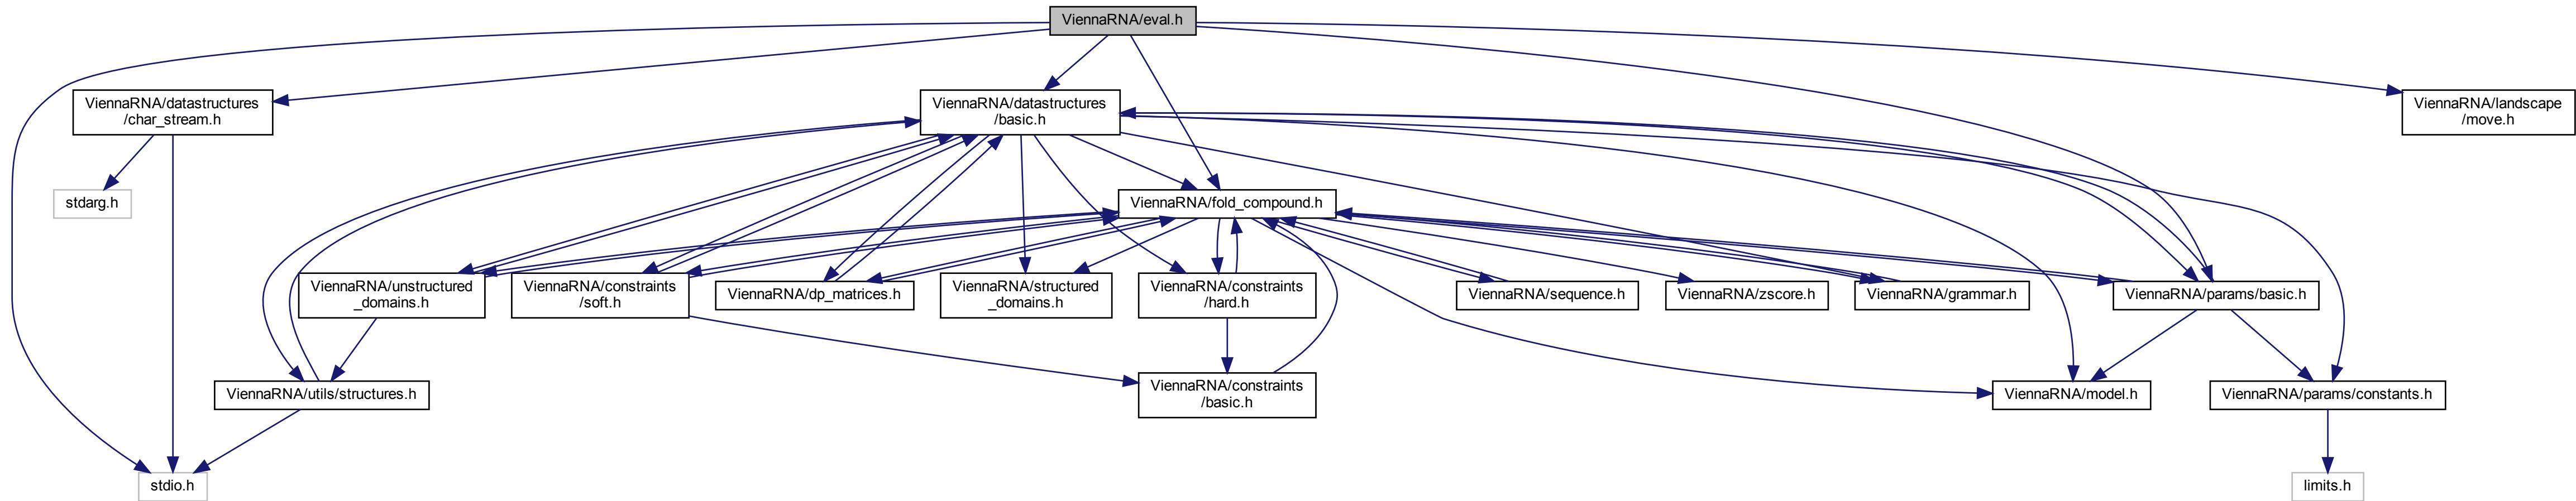 ViennaRNA/eval.h
ViennaRNA/datastructures
/char_stream.h
ViennaRNA/datastructures
/basic.h
ViennaRNA/landscape
/move.h
stdarg.h
ViennaRNA/fold_compound.h
ViennaRNA/unstructured
_domains.h
ViennaRNA/constraints
/soft.h
ViennaRNA/dp_matrices.h
ViennaRNA/structured
_domains.h
ViennaRNA/constraints
/hard.h
ViennaRNA/sequence.h
ViennaRNA/zscore.h
ViennaRNA/grammar.h
ViennaRNA/params/basic.h
ViennaRNA/utils/structures.h
ViennaRNA/constraints
/basic.h
ViennaRNA/model.h
ViennaRNA/params/constants.h
stdio.h
limits.h